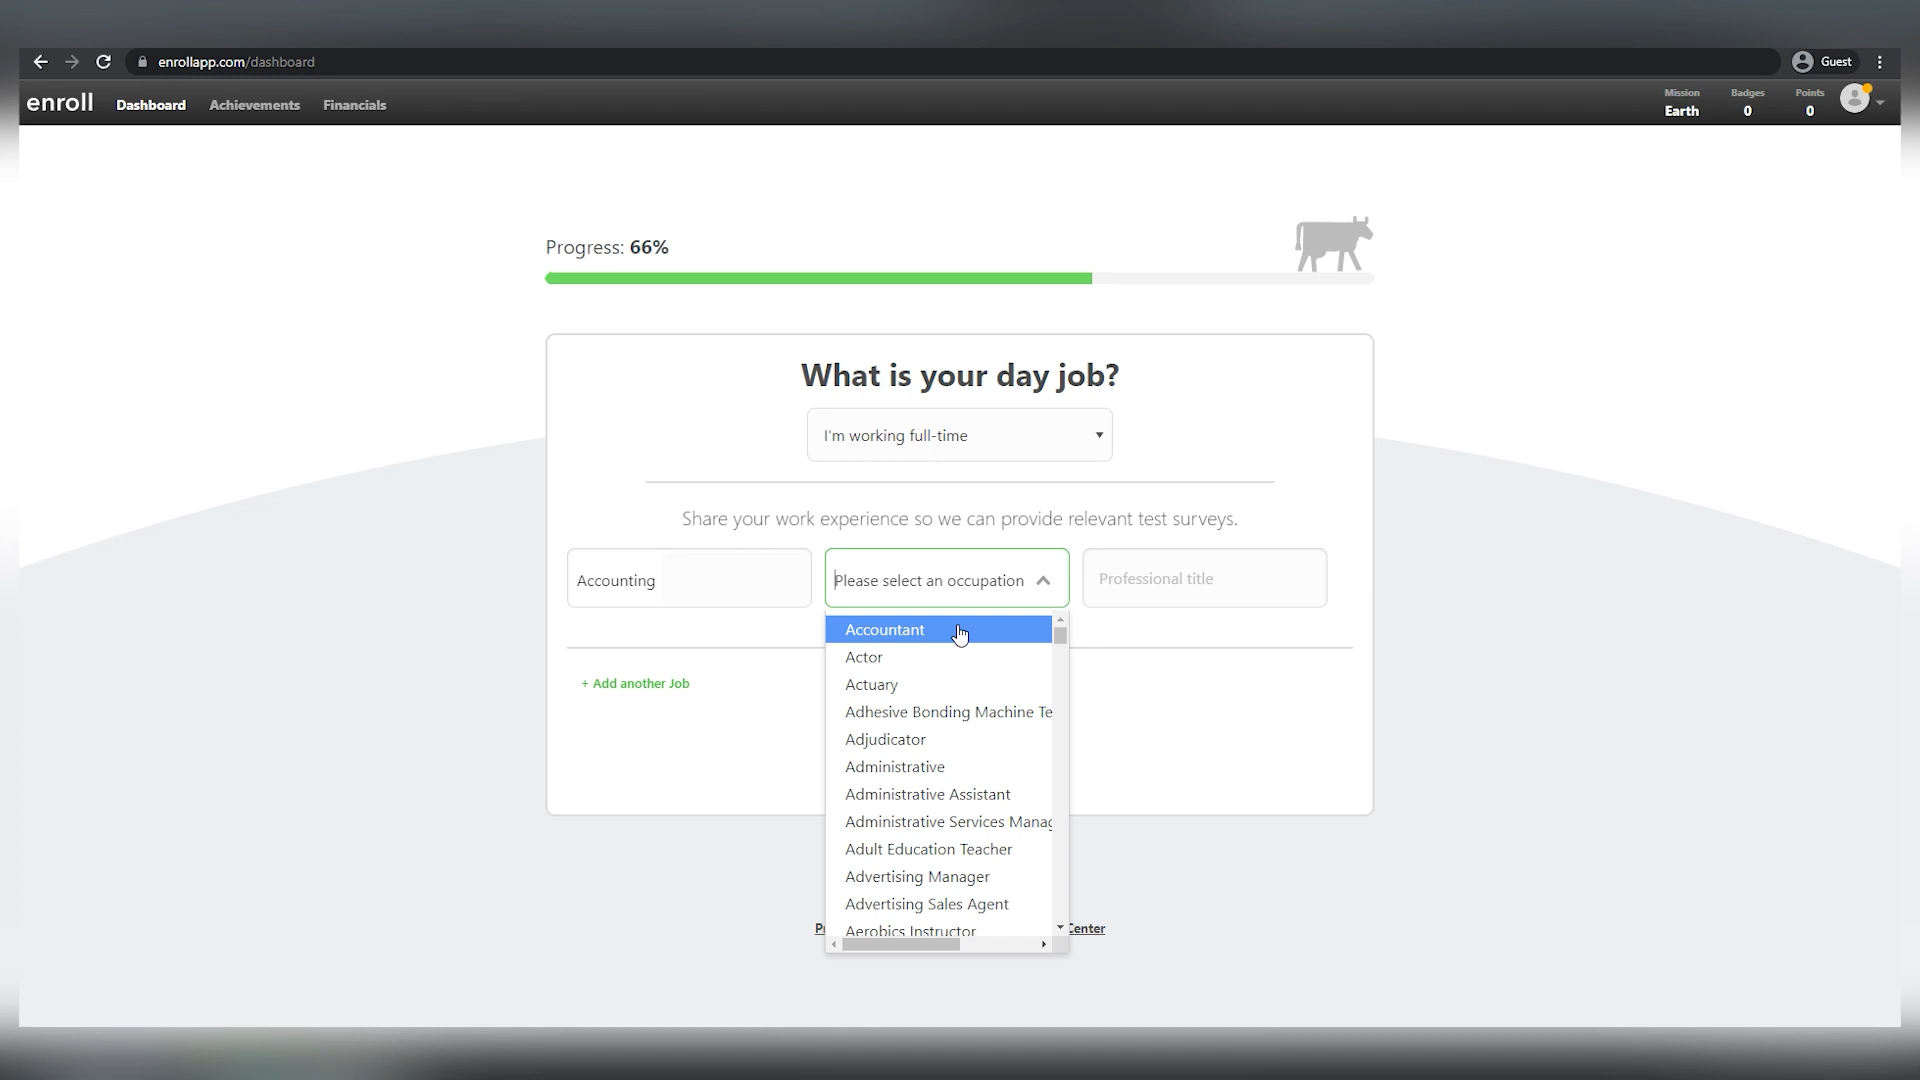 enrollapp.com/dashboard
Guest
enroll
Dashboard
Achievements
Financials
Mission
Earth
Badges
0
Points
0
Progress: 66%
What is your day job?
I'm working full-time
Share your work experience so we can provide relevant test surveys.
Accounting
Please select an occupation
Professional title
Accountant
Actor
Actuary
Adhesive Bonding Machine Te
Adjudicator
Administrative
Administrative Assistant
Administrative Services Manag
Adult Education Teacher
Advertising Manager
Advertising Sales Agent
Aerobics Instructor
+ Add another Job
Center